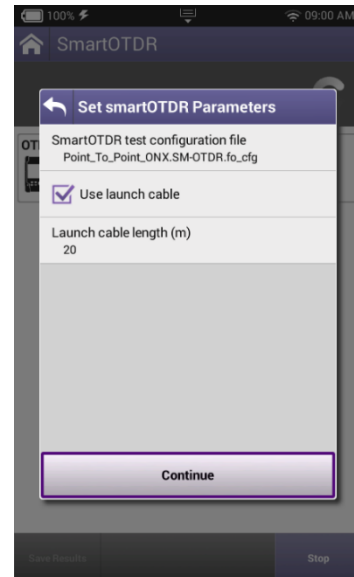 100%
09:00 AM
SmartOTDR
Set smartOTDR Parameters
OT
SmartOTDR test configuration file
Point_To_Point_ONX.SM-OTDR.fo_cfg
Use launch cable
Launch cable length (m)
20
Continue
Save Results
Stop